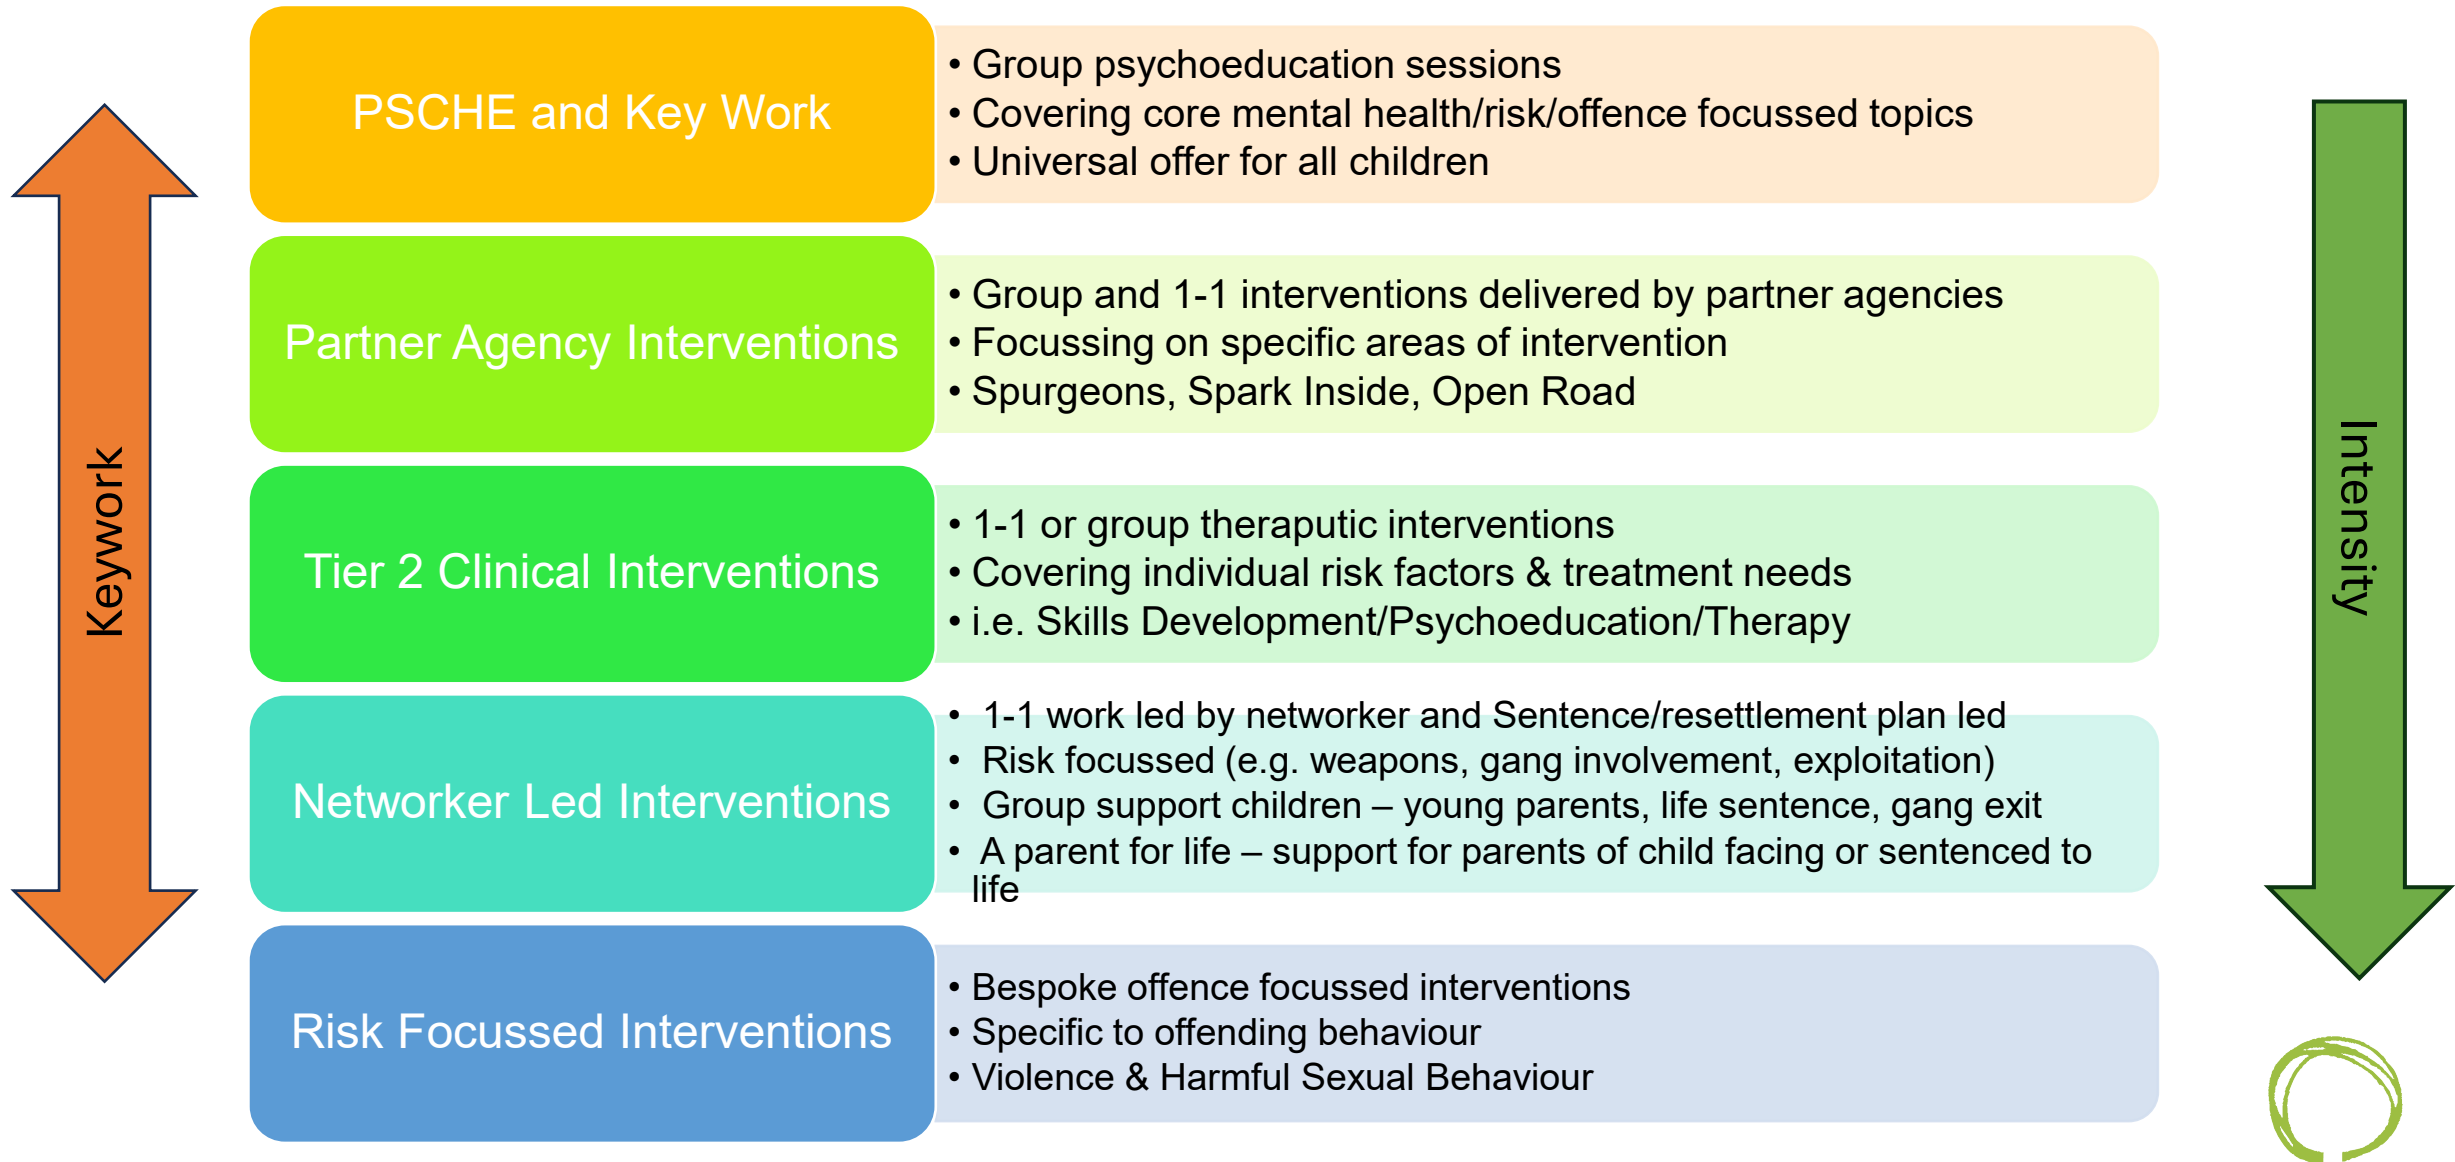 PSCHE and Key Work
• Group psychoeducation sessions
• Covering core mental health/risk/offence focussed topics
• Universal offer for all children
Partner Agency Interventions
• Group and 1-1 interventions delivered by partner agencies
• Focussing on specific areas of intervention
• Spurgeons, Spark Inside, Open Road
Tier 2 Clinical Interventions
• 1-1 or group theraputic interventions
• Covering individual risk factors & treatment needs
• i.e. Skills Development/Psychoeducation/Therapy
Networker Led Interventions
• 1-1 work led by networker and Sentence/resettlement plan led
• Risk focussed (e.g. weapons, gang involvement, exploitation)
• Group support children – young parents, life sentence, gang exit
• A parent for life – support for parents of child facing or sentenced to
life
Risk Focussed Interventions
• Bespoke offence focussed interventions
• Specific to offending behaviour
• Violence & Harmful Sexual Behaviour
Keywork
Intensity